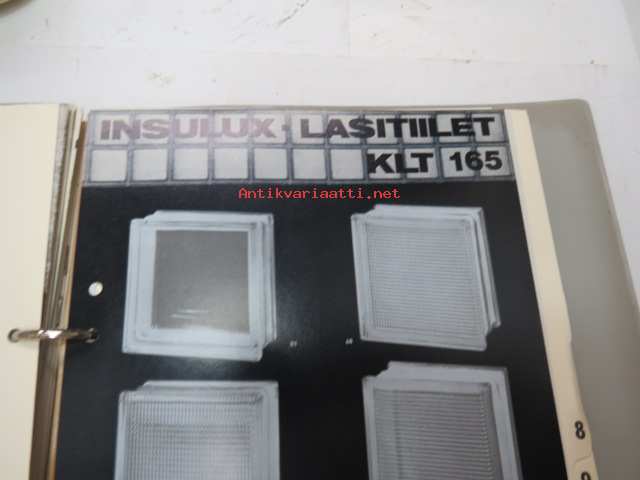 INSULUX - LASITIILET
KLT 165
Antikvariaatti.net
8